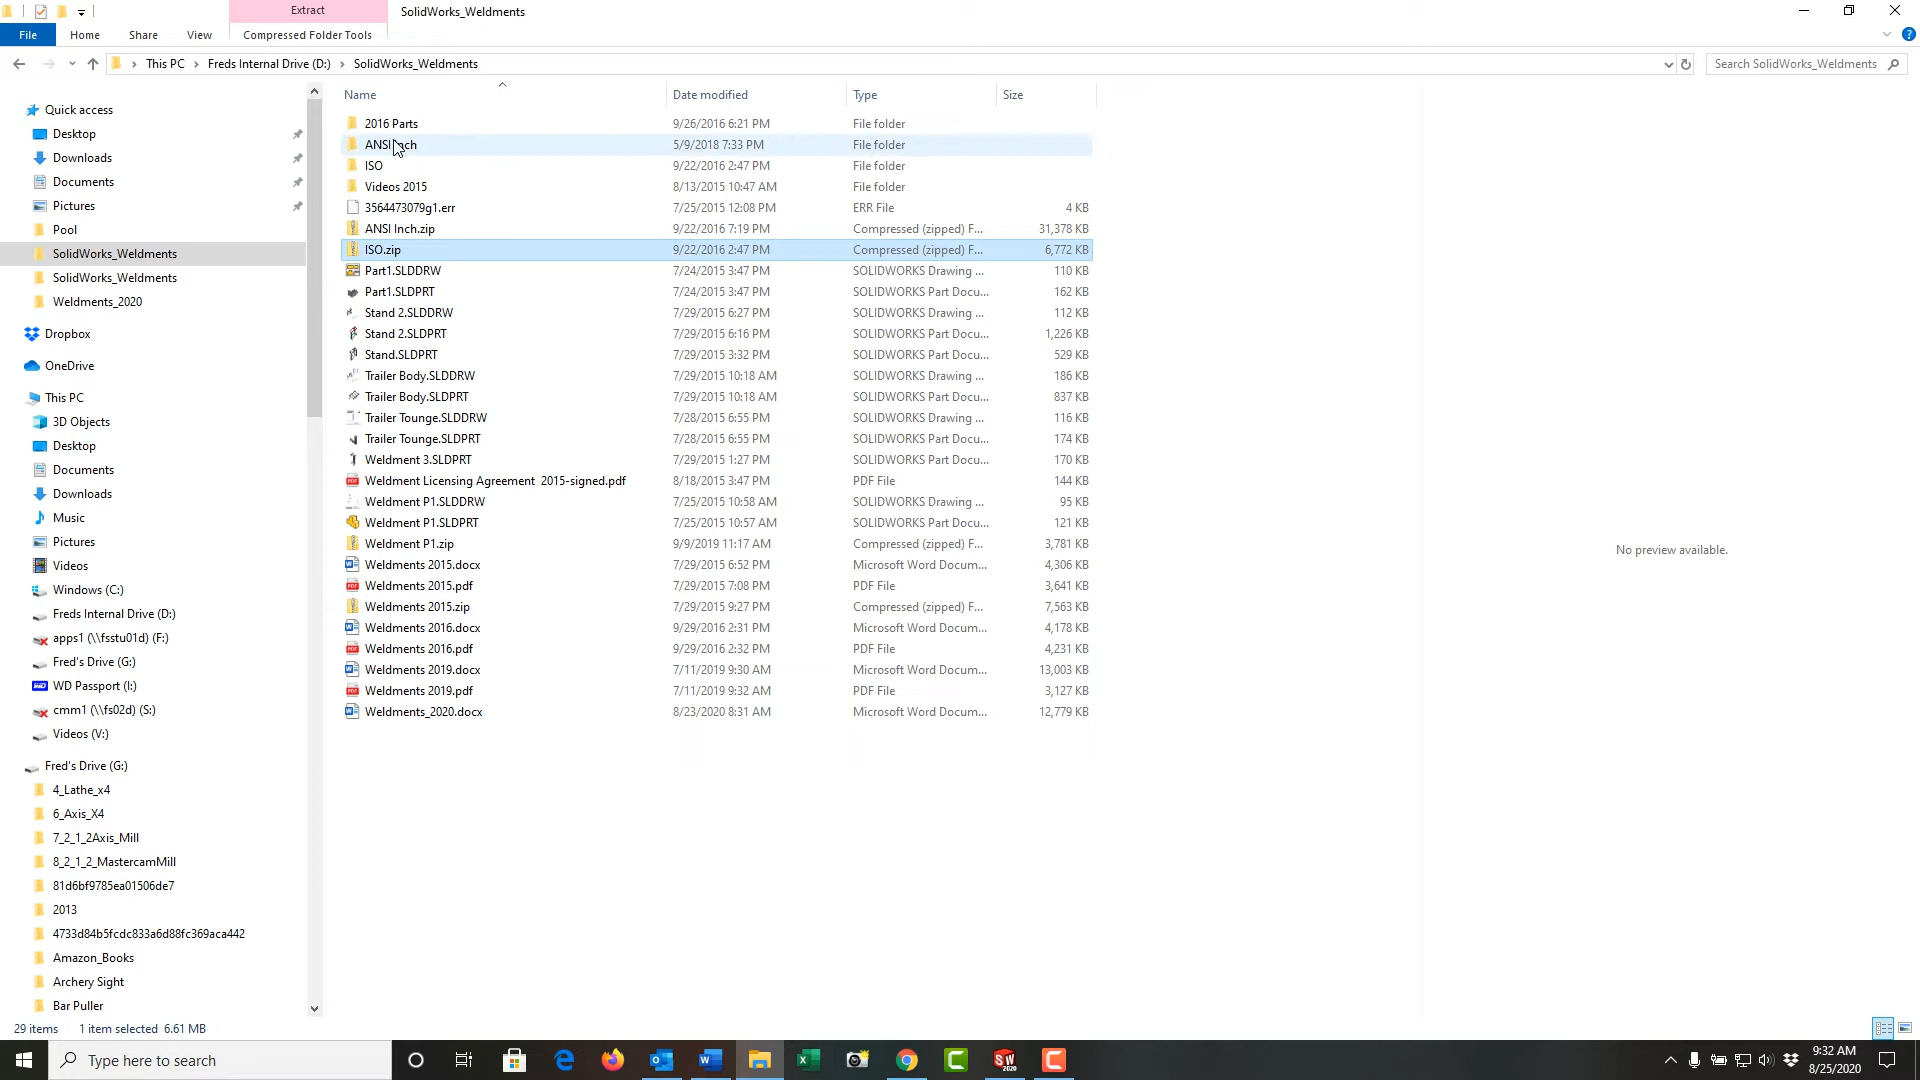 Extract
SolidWorks_Weldments
File Home Share View Compressed Folder Tools
This PC Freds Internal Drive (D:) SolidWorks_Weldments
Search SolidWorks_Weldments
Quick access
Desktop
Downloads
Documents
Pictures
Pool
SolidWorks_Weldments
SolidWorks_Weldments
Weldments_2020
Dropbox
OneDrive
This PC
3D Objects
Desktop
Documents
Downloads
Music
Pictures
Videos
Windows (C:)
Freds Internal Drive (D:)
apps1 (\\fsstu01d) (F:)
Fred's Drive (G:)
WD Passport (I:)
cmm1 (\\fs02d) (S:)
Videos (V:)
Fred's Drive (G:)
4_Lathe_x4
6_Axis_X4
7_2_1_2Axis_Mill
8_2_1_2_MastercamMill
81d6bf9785ea01506de7
2013
4733d84b5fcdc833a6d88fc369aca442
Amazon_Books
Archery Sight
Bar Puller
Name Date modified Type Size
2016 Parts 9/26/2016 6:21 PM File folder
ANSI Inch 5/9/2018 7:33 PM File folder
ISO 9/22/2016 2:47 PM File folder
Videos 2015 8/13/2015 10:47 AM File folder
3564473079g1.err 7/25/2015 12:08 PM ERR File 4 KB
ANSI Inch.zip 9/22/2016 7:19 PM Compressed (zipped) F... 31,378 KB
ISO.zip 9/22/2016 2:47 PM Compressed (zipped) F... 6,772 KB
Part1.SLDDRW 7/24/2015 3:47 PM SOLIDWORKS Drawing ... 110 KB
Part1.SLDPRT 7/24/2015 3:47 PM SOLIDWORKS Part Docu... 162 KB
Stand 2.SLDDRW 7/29/2015 6:27 PM SOLIDWORKS Drawing ... 112 KB
Stand 2.SLDPRT 7/29/2015 6:16 PM SOLIDWORKS Part Docu... 1,226 KB
Stand.SLDPRT 7/29/2015 3:32 PM SOLIDWORKS Part Docu... 529 KB
Trailer Body.SLDDRW 7/29/2015 10:18 AM SOLIDWORKS Drawing ... 186 KB
Trailer Body.SLDPRT 7/29/2015 10:18 AM SOLIDWORKS Part Docu... 837 KB
Trailer Tounge.SLDDRW 7/28/2015 6:55 PM SOLIDWORKS Drawing ... 116 KB
Trailer Tounge.SLDPRT 7/28/2015 6:55 PM SOLIDWORKS Part Docu... 174 KB
Weldment 3.SLDPRT 7/29/2015 1:27 PM SOLIDWORKS Part Docu... 170 KB
Weldment Licensing Agreement 2015-signed.pdf 8/18/2015 3:47 PM PDF File 144 KB
Weldment P1.SLDDRW 7/25/2015 10:58 AM SOLIDWORKS Drawing ... 95 KB
Weldment P1.SLDPRT 7/25/2015 10:57 AM SOLIDWORKS Part Docu... 121 KB
Weldment P1.zip 9/9/2019 11:17 AM Compressed (zipped) F... 3,781 KB
Weldments 2015.docx 7/29/2015 6:52 PM Microsoft Word Docum... 4,306 KB
Weldments 2015.pdf 7/29/2015 7:08 PM PDF File 3,641 KB
Weldments 2015.zip 7/29/2015 9:27 PM Compressed (zipped) F... 7,563 KB
Weldments 2016.docx 9/29/2016 2:31 PM Microsoft Word Docum... 4,178 KB
Weldments 2016.pdf 9/29/2016 2:32 PM PDF File 4,231 KB
Weldments 2019.docx 7/11/2019 9:30 AM Microsoft Word Docum... 13,003 KB
Weldments 2019.pdf 7/11/2019 9:32 AM PDF File 3,127 KB
Weldments_2020.docx 8/23/2020 8:31 AM Microsoft Word Docum... 12,779 KB
No preview available.
29 items 1 item selected 6.61 MB
Type here to search
9:32 AM
8/25/2020